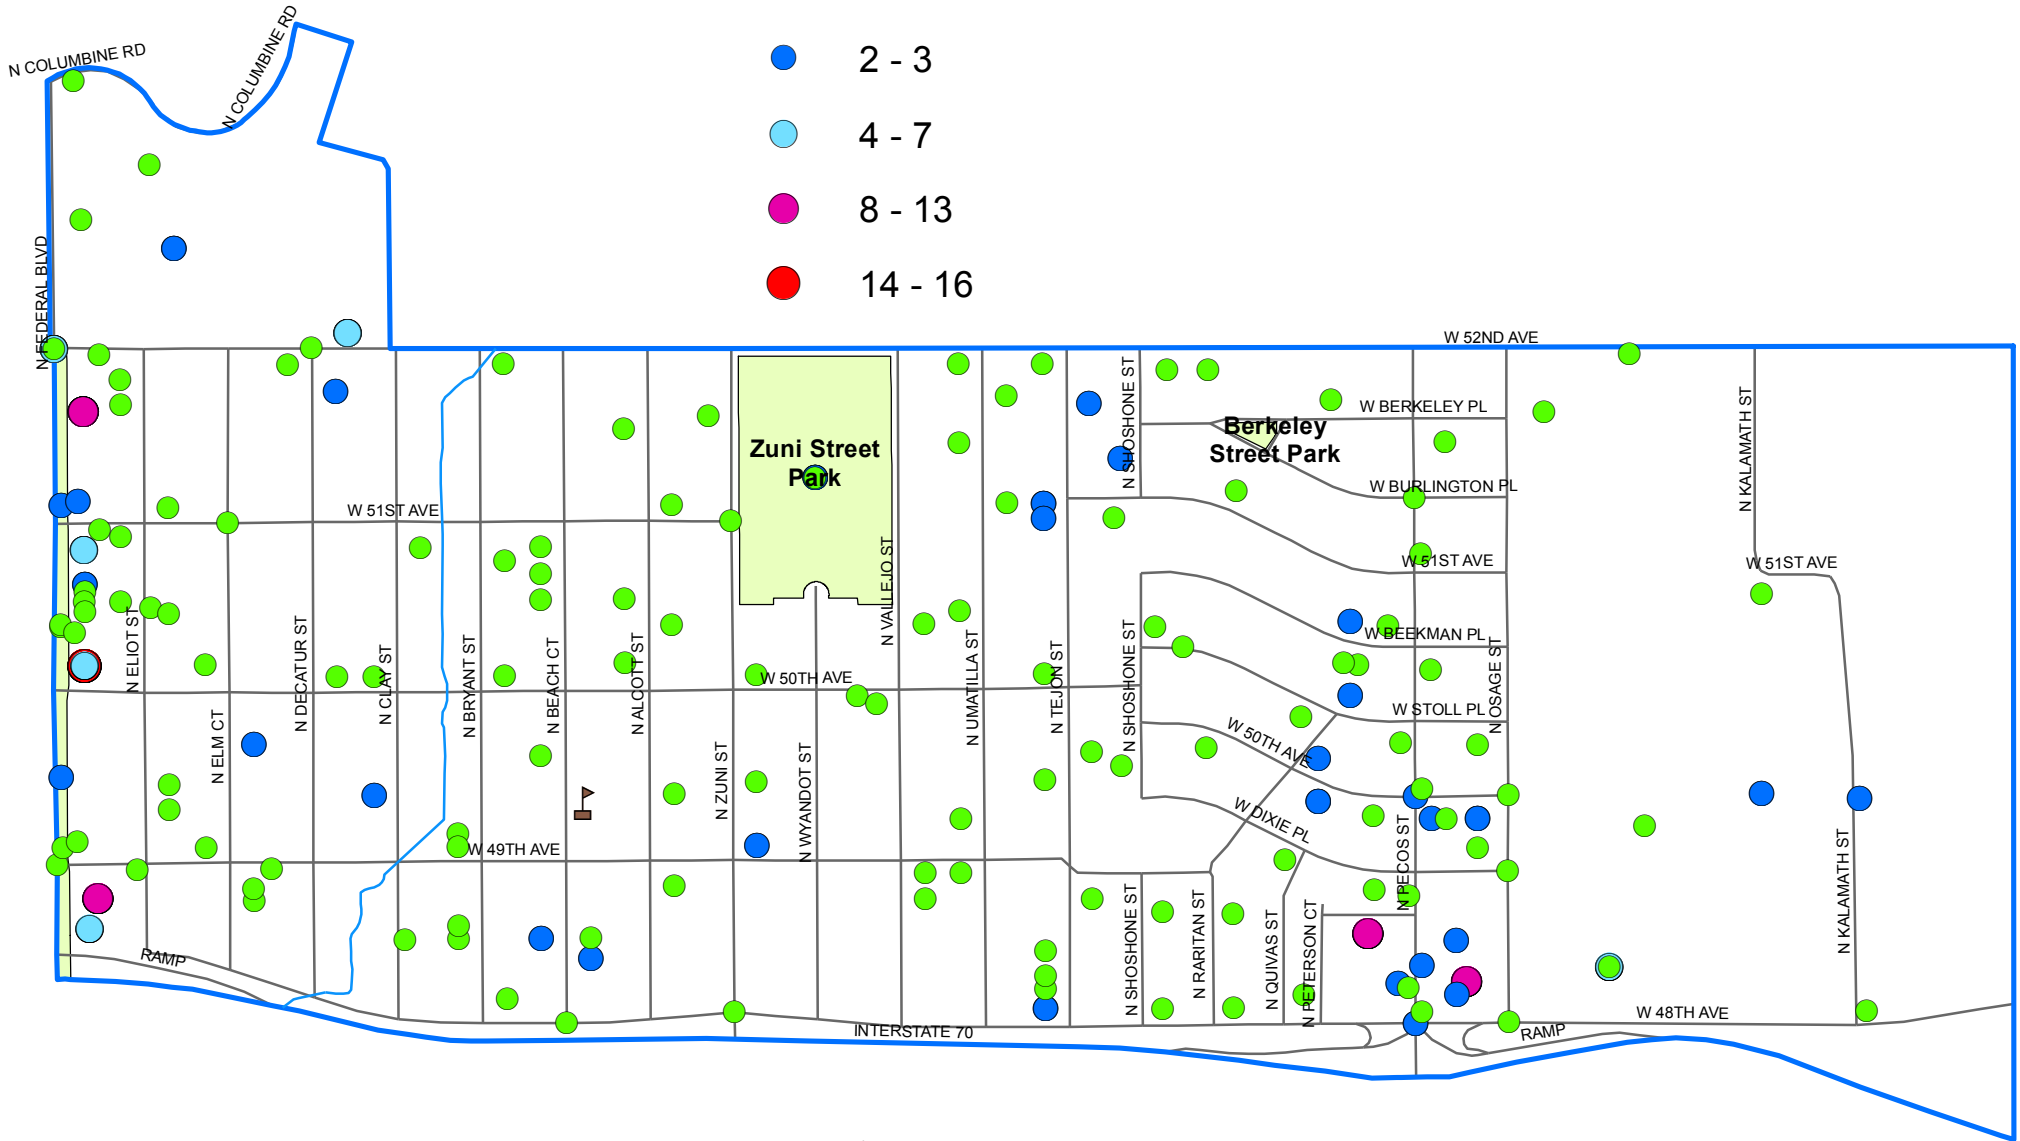 N COLUMBINE RD
N COLUMBINE RD
2 - 3
4 - 7
8 - 13
14 - 16
N FEDERAL BLVD
W 52ND AVE
N SHOSHONE ST
N KALAMATH ST
W BERKELEY PL
Berkeley
Street Park
Zuni Street
Park
W BURLINGTON PL
W 51ST AVE
W 51ST AVE
W 51ST AVE
N VALLEJO ST
N ELIOT ST
N DECATUR ST
N CLAY ST
N BRYANT ST
N BEACH CT
N ALCOTT ST
N UMATILLA ST
N TEJON ST
N SHOSHONE ST
W BEEKMAN PL
N OSAGE ST
W 50TH AVE
W STOLL PL
W 50TH AVE
N ELM CT
N ZUNI ST
N WYANDOT ST
W DIXIE PL
N PECOS ST
W 49TH AVE
N KALAMATH ST
N SHOSHONE ST
N RARITAN ST
N QUIVAS ST
N PETERSON CT
RAMP
INTERSTATE 70
W 48TH AVE
RAMP